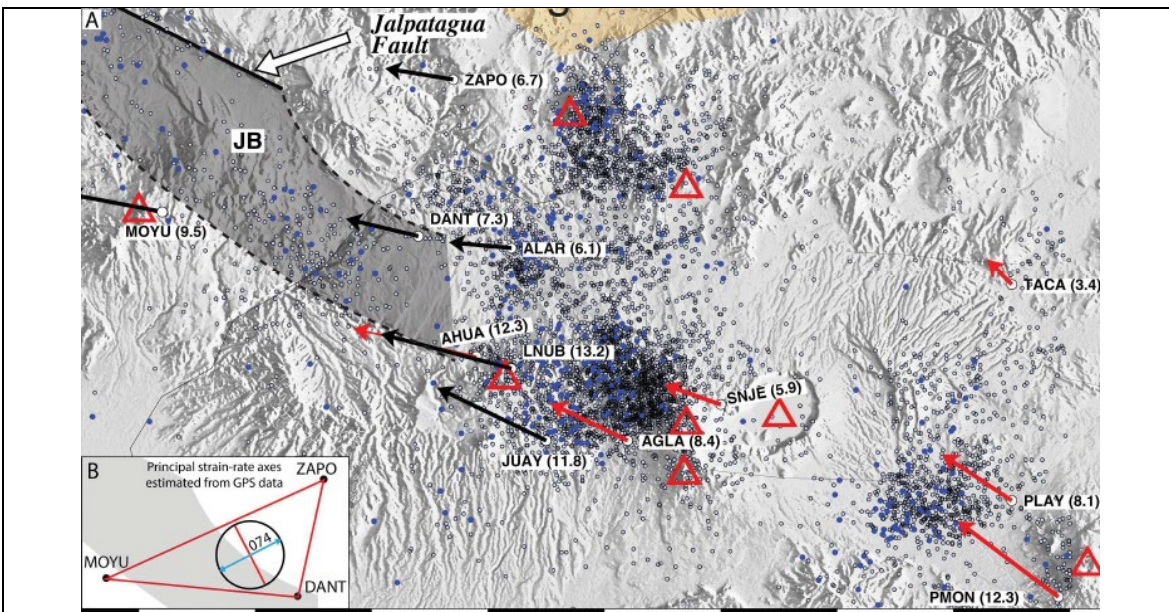 A
Jalpatagua
Fault
ZAPO (6.7)
JB
DANT (7.3)
MOYU (9.5)
ALAR (6.1)
TACA (3.4)
AHUA (12.3)
LNUB (13.2)
SNJE (5.9)
AGLA (8.4)
JUAY (11.8)
PLAY (8.1)
PMON (12.3)
B
Principal strain-rate axes
estimated from GPS data
ZAPO
074
MOYU
DANT